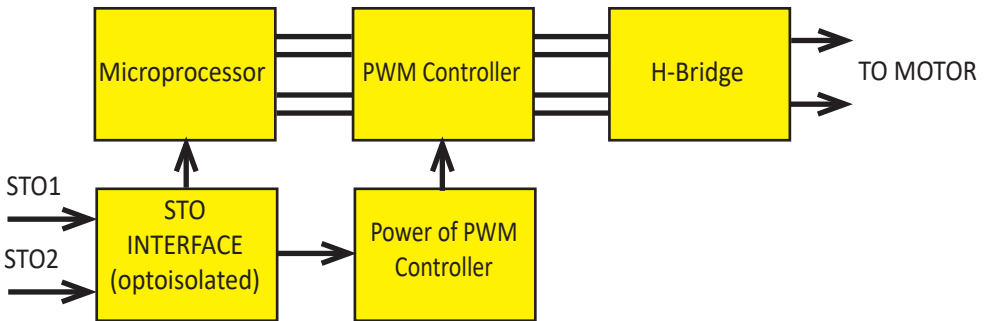 Microprocessor
PWM Controller
H-Bridge
TO MOTOR
STO1
STO2
STO
INTERFACE
(optoisolated)
Power of PWM
Controller